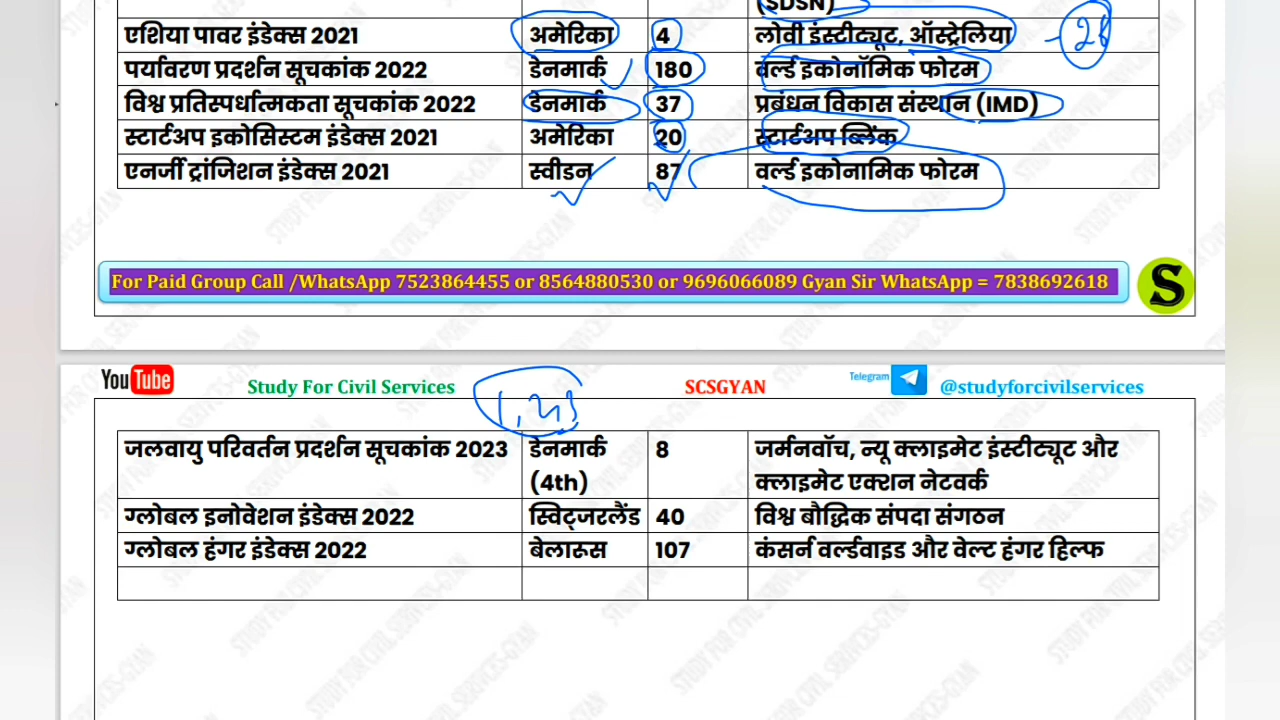 (SDSN)
एशिया पावर इंडेक्स 2021 अमेरिका 4 लोवी इंस्टीट्यूट, ऑस्ट्रेलिया
पर्यावरण प्रदर्शन सूचकांक 2022 डेनमार्क 180 वर्ल्ड इकोनॉमिक फोरम
विश्व प्रतिस्पर्धात्मकता सूचकांक 2022 डेनमार्क 37 प्रबंधन विकास संस्थान (IMD)
स्टार्टअप इकोसिस्टम इंडेक्स 2021 अमेरिका 20 स्टार्टअप ब्लिंक
एनर्जी ट्रांजिशन इंडेक्स 2021 स्वीडन 87 वर्ल्ड इकोनामिक फोरम
For Paid Group Call /WhatsApp 7523864455 or 8564880530 or 9696066089 Gyan Sir WhatsApp = 7838692618
S
YouTube Study For Civil Services SCSGYAN Telegram @studyforcivilservices
जलवायु परिवर्तन प्रदर्शन सूचकांक 2023 डेनमार्क 8 जर्मनवॉच, न्यू क्लाइमेट इंस्टीट्यूट और
(4th) क्लाइमेट एक्शन नेटवर्क
ग्लोबल इनोवेशन इंडेक्स 2022 स्विट्जरलैंड 40 विश्व बौद्धिक संपदा संगठन
ग्लोबल हंगर इंडेक्स 2022 बेलारूस 107 कंसर्न वर्ल्डवाइड और वेल्ट हंगर हिल्फ